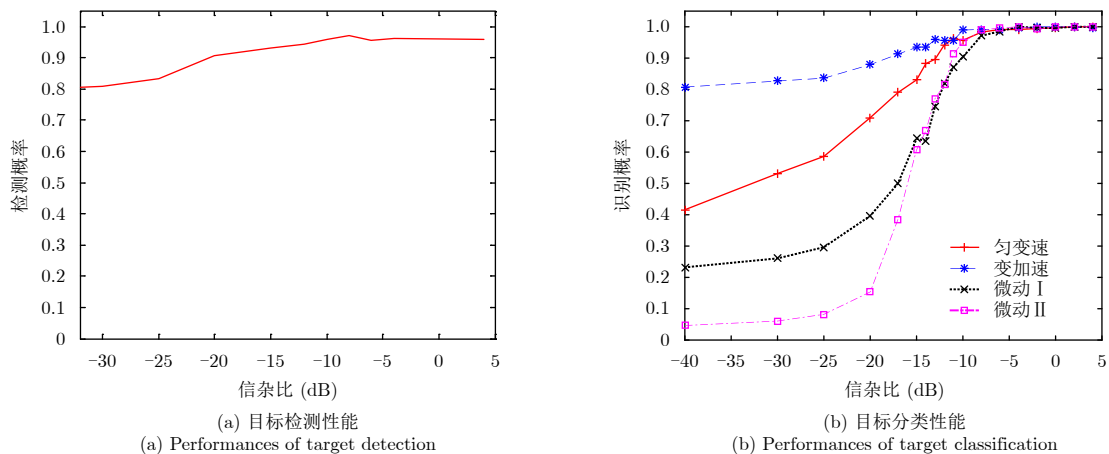 1.0
0.9
0.8
0.7
0.6
0.5
0.4
0.3
0.2
0.1
0
检测概率
−30 −25 −20 −15 −10 −5 0 5
信杂比 (dB)
(a) 目标检测性能
(a) Performances of target detection
1.0
0.9
0.8
0.7
0.6
0.5
0.4
0.3
0.2
0.1
0
识别概率
匀变速
变加速
微动 I
微动 II
−40 −35 −30 −25 −20 −15 −10 −5 0 5
信杂比 (dB)
(b) 目标分类性能
(b) Performances of target classification